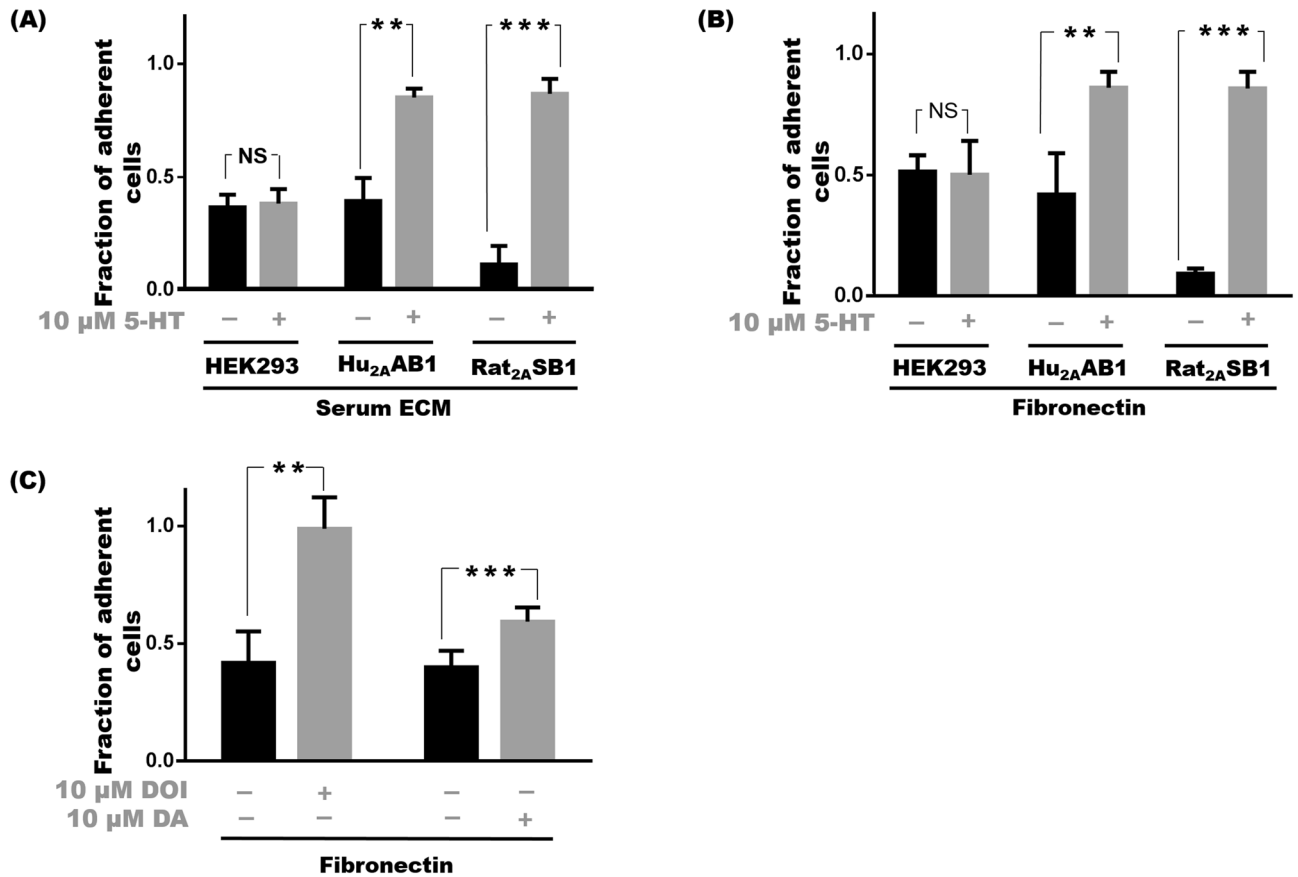 (A)
Fraction of adherent
cells
1.0
0.5
0.0
NS
**
***
10 µM 5-HT − + − + − +
HEK293 Hu2AAB1 Rat2ASB1
Serum ECM
(B)
Fraction of adherent
cells
1.0
0.5
0.0
NS
**
***
10 µM 5-HT − + − + − +
HEK293 Hu2AAB1 Rat2ASB1
Fibronectin
(C)
Fraction of adherent
cells
1.0
0.5
0.0
**
***
10 µM DOI − + − −
10 µM DA − − − +
Fibronectin